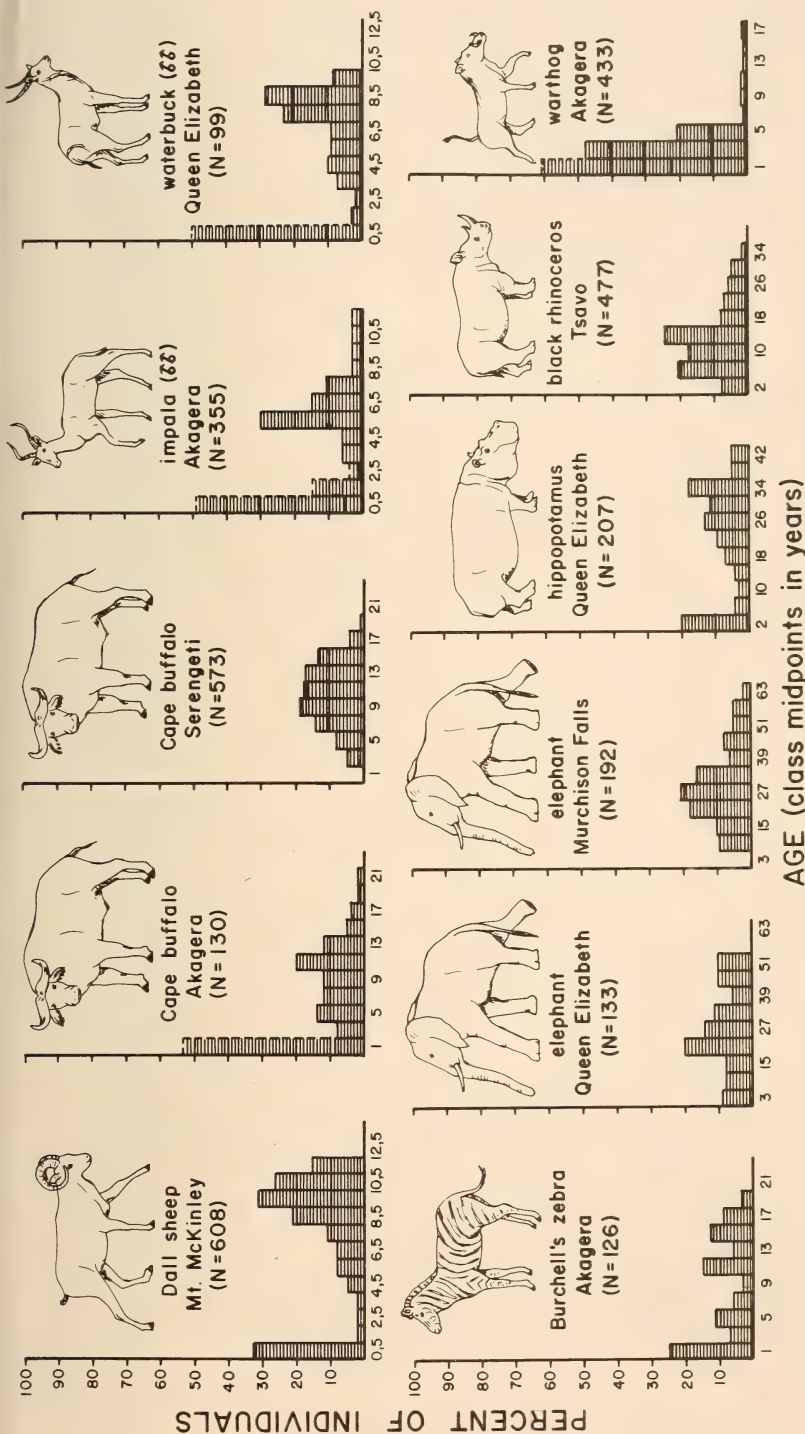 PERCENT OF INDIVIDUALS
100
90
80
70
60
50
40
30
20
10
Dall sheep
Mt. McKinley
(N=608)
0,5 2,5 4,5 6,5 8,5 10,5 12,5
Cape buffalo
Akagera
(N=130)
1 5 9 13 17 21
Cape buffalo
Serengeti
(N=573)
1 5 9 13 17 21
impala (♂♂)
Akagera
(N=355)
0,5 2,5 4,5 6,5 8,5 10,5
waterbuck (♂♂)
Queen Elizabeth
(N=99)
0,5 2,5 4,5 6,5 8,5 10,5 12,5
100
90
80
70
60
50
40
30
20
10
Burchell's zebra
Akagera
(N=126)
1 5 9 13 17 21
elephant
Queen Elizabeth
(N=133)
3 15 27 39 51 63
elephant
Murchison Falls
(N=192)
3 15 27 39 51 63
hippopotamus
Queen Elizabeth
(N=207)
2 10 18 26 34 42
black rhinoceros
Tsavo
(N=477)
2 10 18 26 34
warthog
Akagera
(N=433)
1 5 9 13 17
AGE (class midpoints in years)